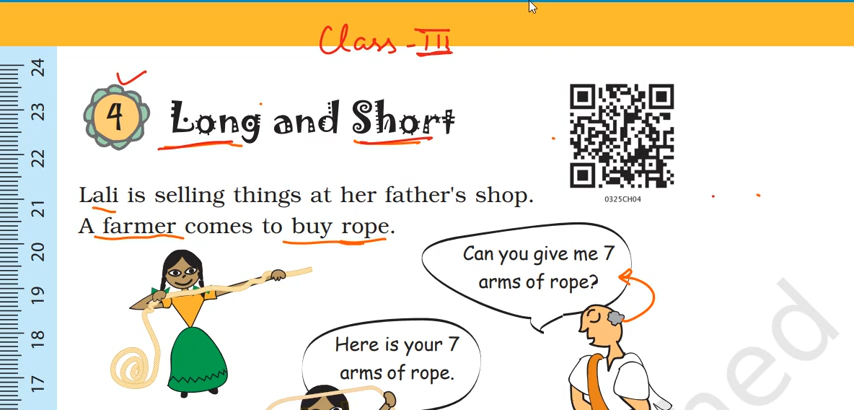 Class - III
24
23
22
21
20
19
18
17
4
Long and Short
0325CH04
Lali is selling things at her father's shop.
A farmer comes to buy rope.
Can you give me 7
arms of rope?
Here is your 7
arms of rope.